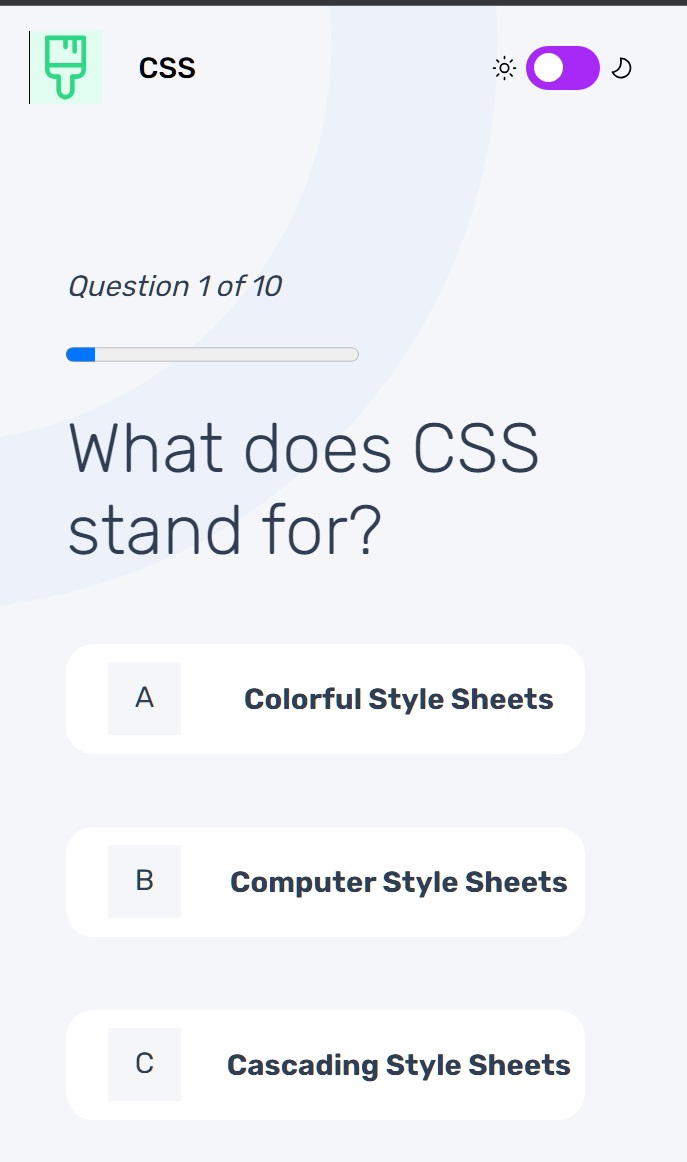 CSS
Question 1 of 10
What does CSS
stand for?
A Colorful Style Sheets
B Computer Style Sheets
C Cascading Style Sheets